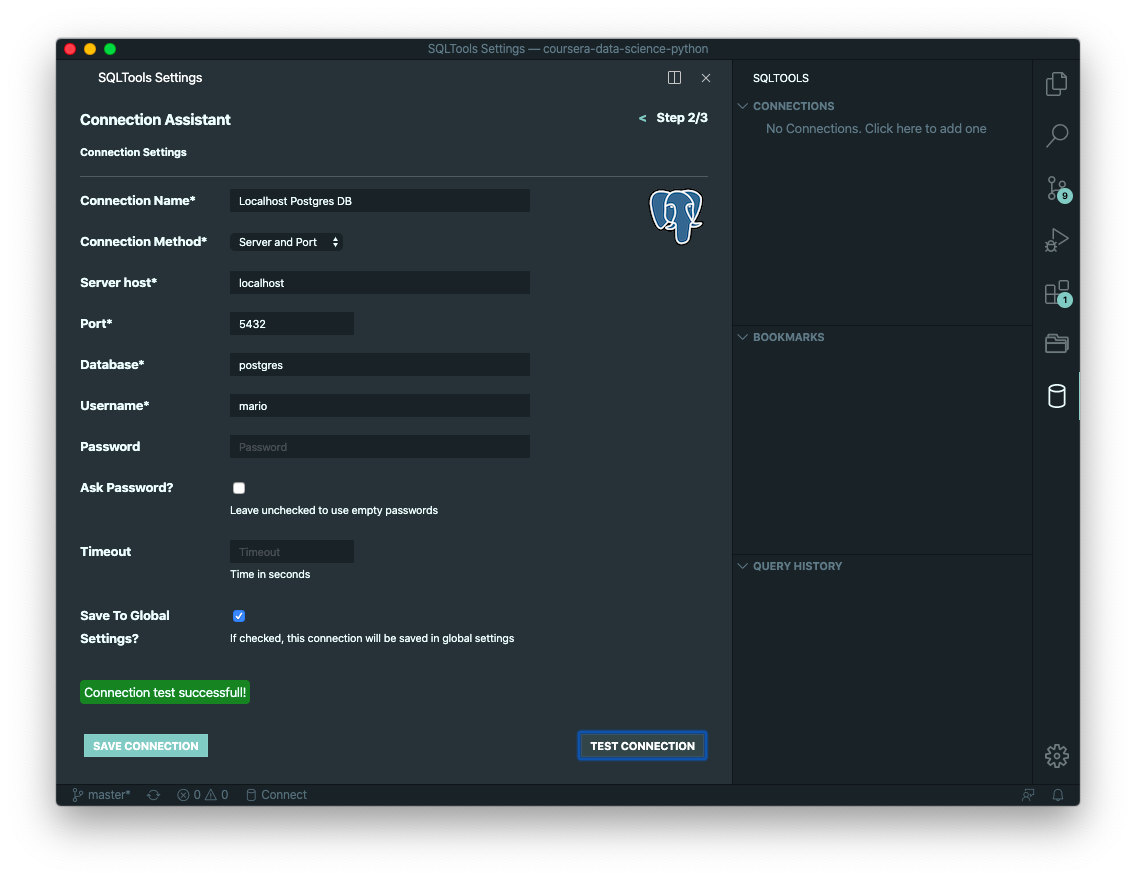 SQLTools Settings — coursera-data-science-python
SQLTools Settings
Connection Assistant
< Step 2/3
Connection Settings
Connection Name* Localhost Postgres DB
Connection Method* Server and Port
Server host* localhost
Port* 5432
Database* postgres
Username* mario
Password Password
Ask Password?
Leave unchecked to use empty passwords
Timeout Timeout
Time in seconds
Save To Global
Settings?
If checked, this connection will be saved in global settings
Connection test successfull!
SAVE CONNECTION
TEST CONNECTION
SQLTOOLS
CONNECTIONS
No Connections. Click here to add one
BOOKMARKS
QUERY HISTORY
9
1
master* 0 0 Connect